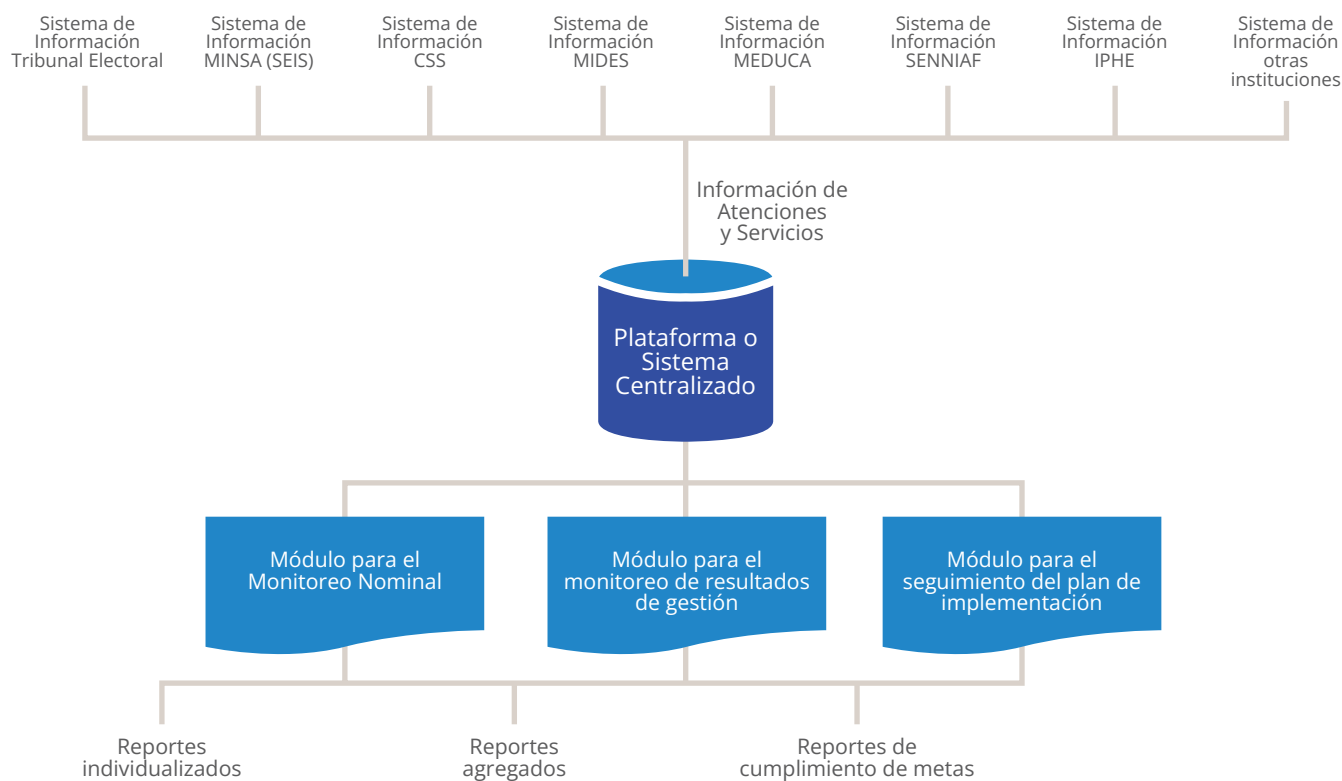 Sistema de
Información
Tribunal Electoral
Sistema de
Información
MINSA (SEIS)
Sistema de
Información
CSS
Sistema de
Información
MIDES
Sistema de
Información
MEDUCA
Sistema de
Información
SENNIAF
Sistema de
Información
IPHE
Sistema de
Información
otras
instituciones
Información de
Atenciones
y Servicios
Plataforma o
Sistema
Centralizado
Módulo para el
Monitoreo Nominal
Módulo para el
monitoreo de resultados
de gestión
Módulo para el
seguimiento del plan de
implementación
Reportes
individualizados
Reportes
agregados
Reportes de
cumplimiento de metas